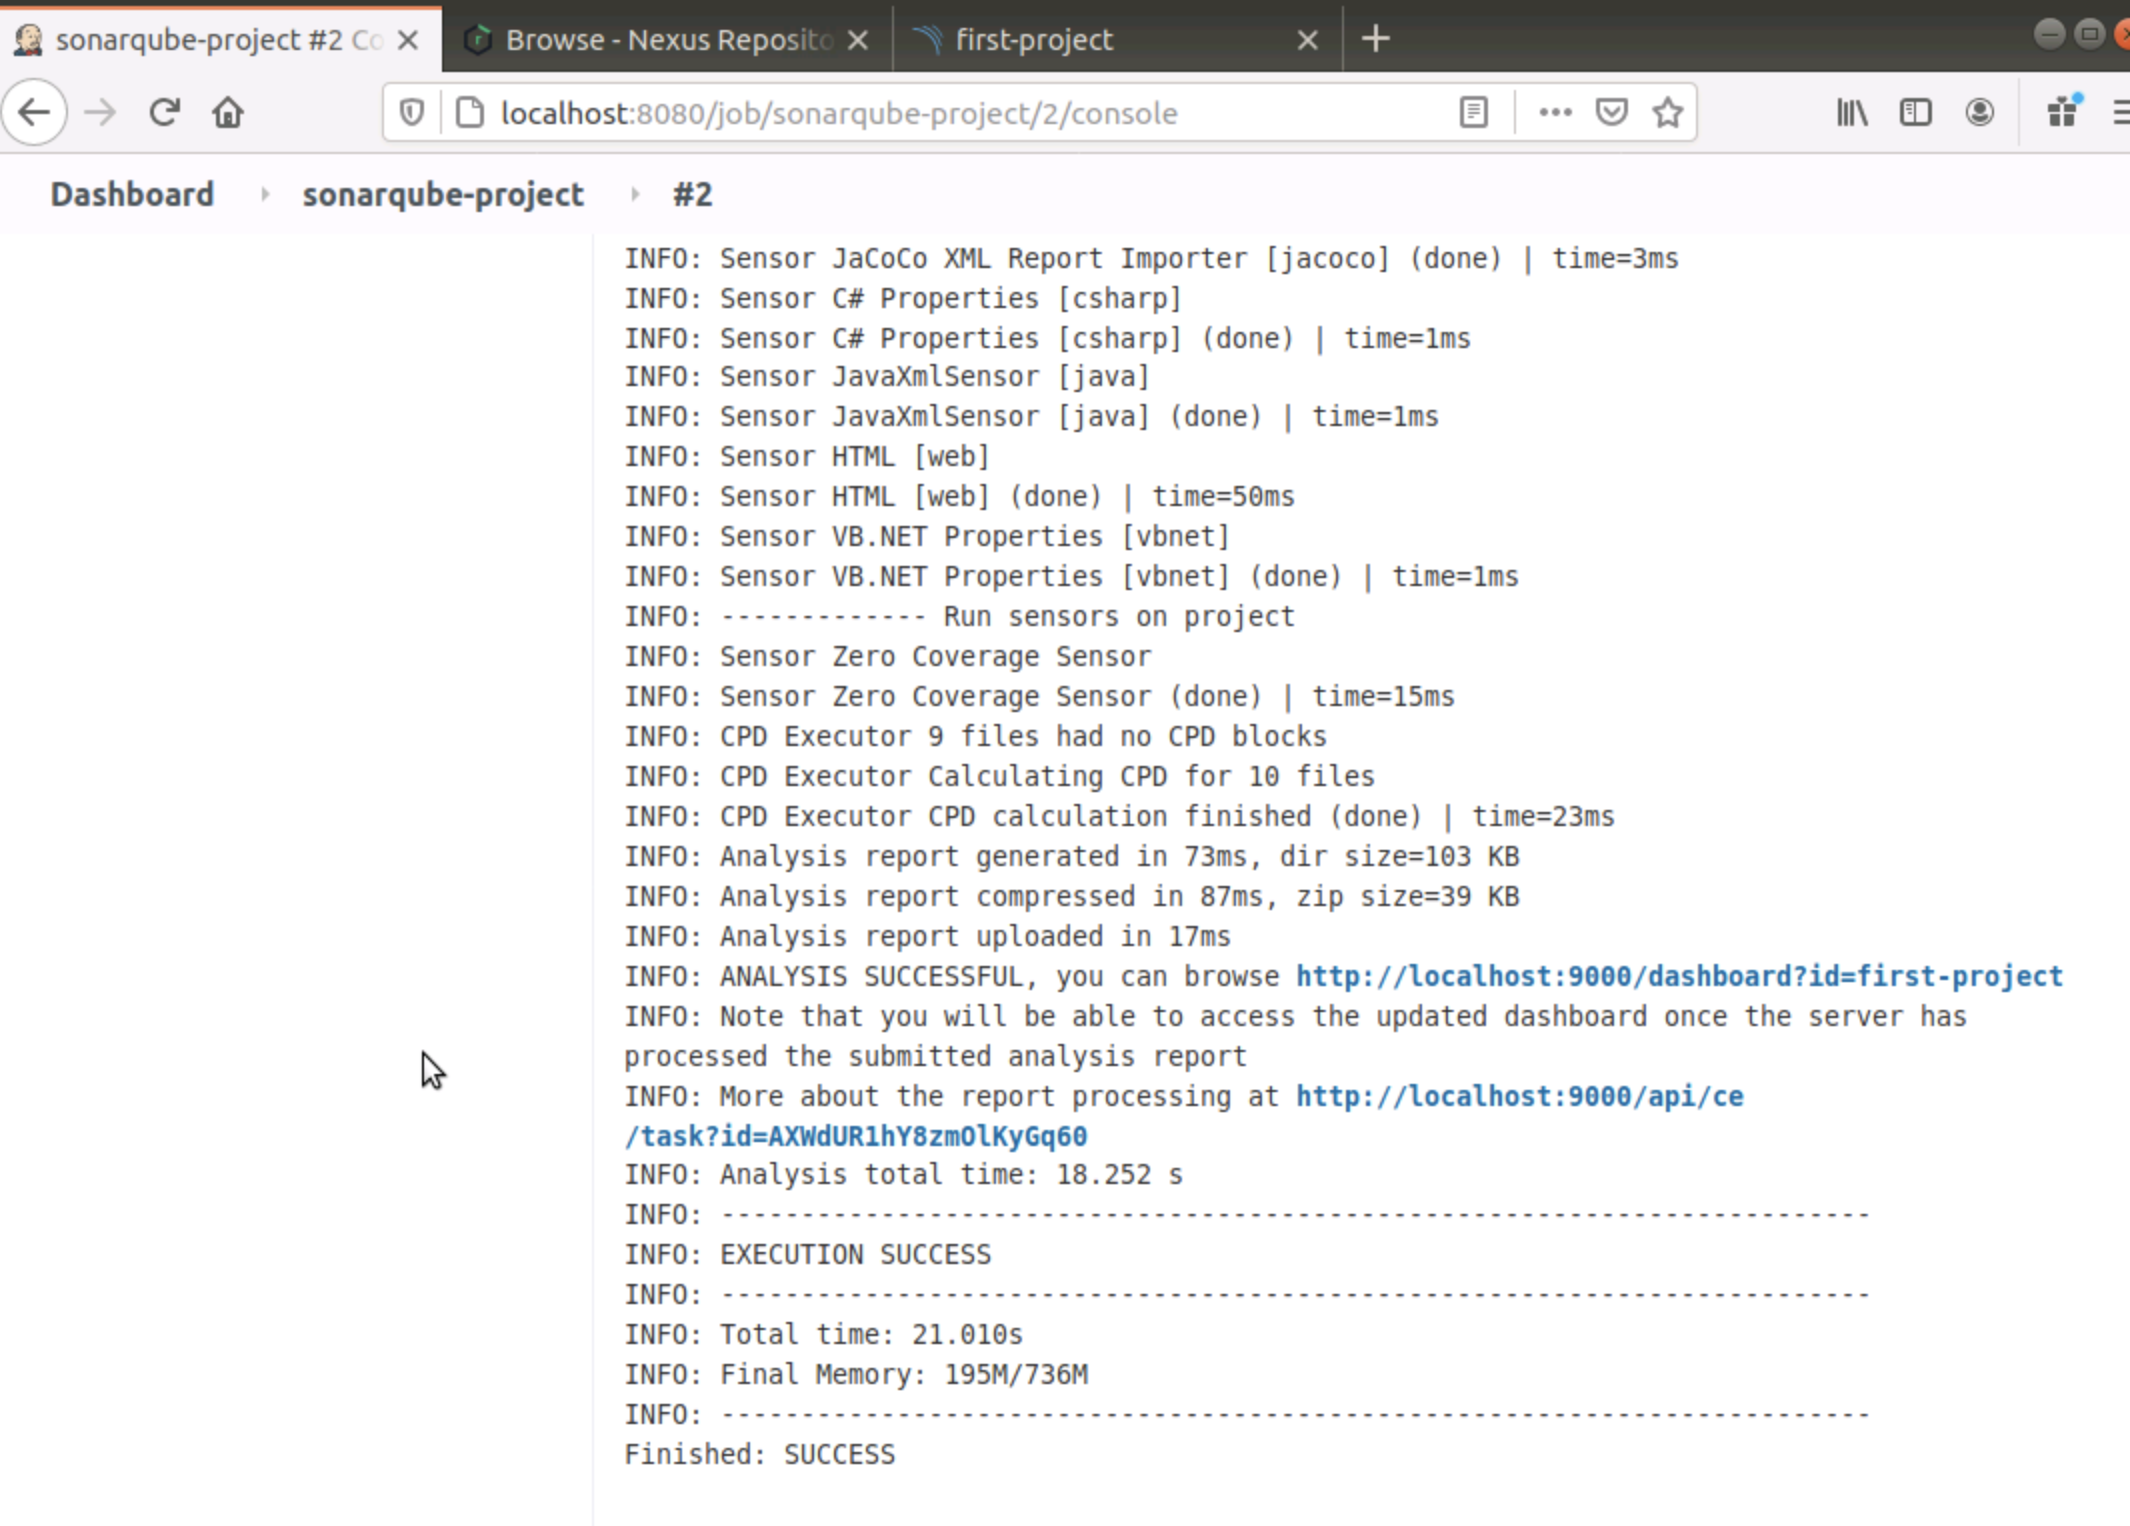 sonarqube-project #2 Co
Browse - Nexus Reposito
first-project
localhost:8080/job/sonarqube-project/2/console
Dashboard sonarqube-project #2
INFO: Sensor JaCoCo XML Report Importer [jacoco] (done) | time=3ms
INFO: Sensor C# Properties [csharp]
INFO: Sensor C# Properties [csharp] (done) | time=1ms
INFO: Sensor JavaXmlSensor [java]
INFO: Sensor JavaXmlSensor [java] (done) | time=1ms
INFO: Sensor HTML [web]
INFO: Sensor HTML [web] (done) | time=50ms
INFO: Sensor VB.NET Properties [vbnet]
INFO: Sensor VB.NET Properties [vbnet] (done) | time=1ms
INFO: ------------- Run sensors on project
INFO: Sensor Zero Coverage Sensor
INFO: Sensor Zero Coverage Sensor (done) | time=15ms
INFO: CPD Executor 9 files had no CPD blocks
INFO: CPD Executor Calculating CPD for 10 files
INFO: CPD Executor CPD calculation finished (done) | time=23ms
INFO: Analysis report generated in 73ms, dir size=103 KB
INFO: Analysis report compressed in 87ms, zip size=39 KB
INFO: Analysis report uploaded in 17ms
INFO: ANALYSIS SUCCESSFUL, you can browse http://localhost:9000/dashboard?id=first-project
INFO: Note that you will be able to access the updated dashboard once the server has
processed the submitted analysis report
INFO: More about the report processing at http://localhost:9000/api/ce
/task?id=AXWdUR1hY8zmOlKyGq60
INFO: Analysis total time: 18.252 s
INFO: ------------------------------------------------------------------------
INFO: EXECUTION SUCCESS
INFO: ------------------------------------------------------------------------
INFO: Total time: 21.010s
INFO: Final Memory: 195M/736M
INFO: ------------------------------------------------------------------------
Finished: SUCCESS